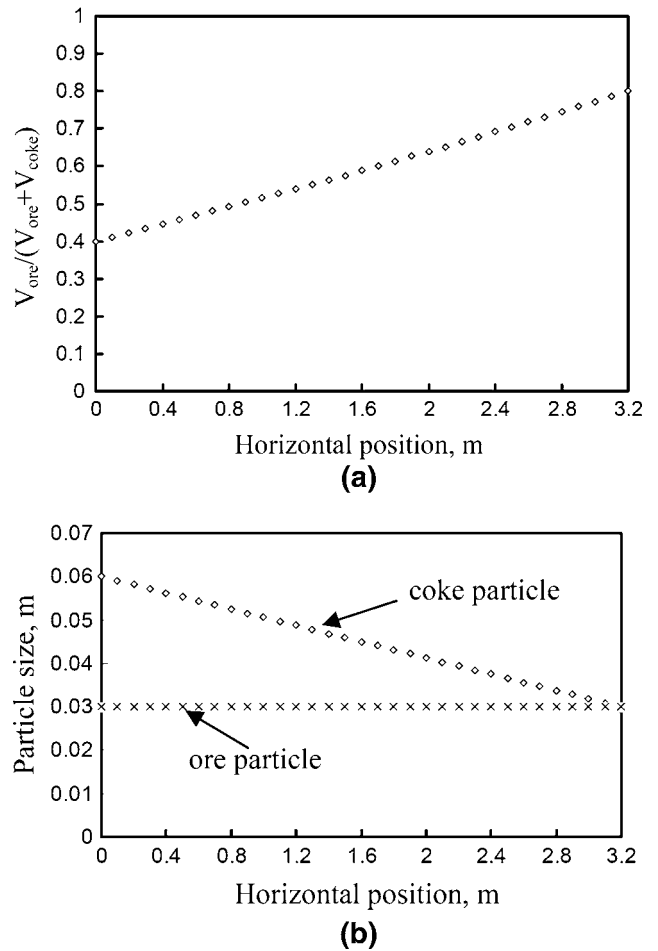 1
0.9
0.8
0.7
0.6
0.5
0.4
0.3
0.2
0.1
0
V_ore/(V_ore+V_coke)
0 0.4 0.8 1.2 1.6 2 2.4 2.8 3.2
Horizontal position, m
(a)
0.07
0.06
0.05
0.04
0.03
0.02
0.01
0
Particle size, m
coke particle
ore particle
0 0.4 0.8 1.2 1.6 2 2.4 2.8 3.2
Horizontal position, m
(b)